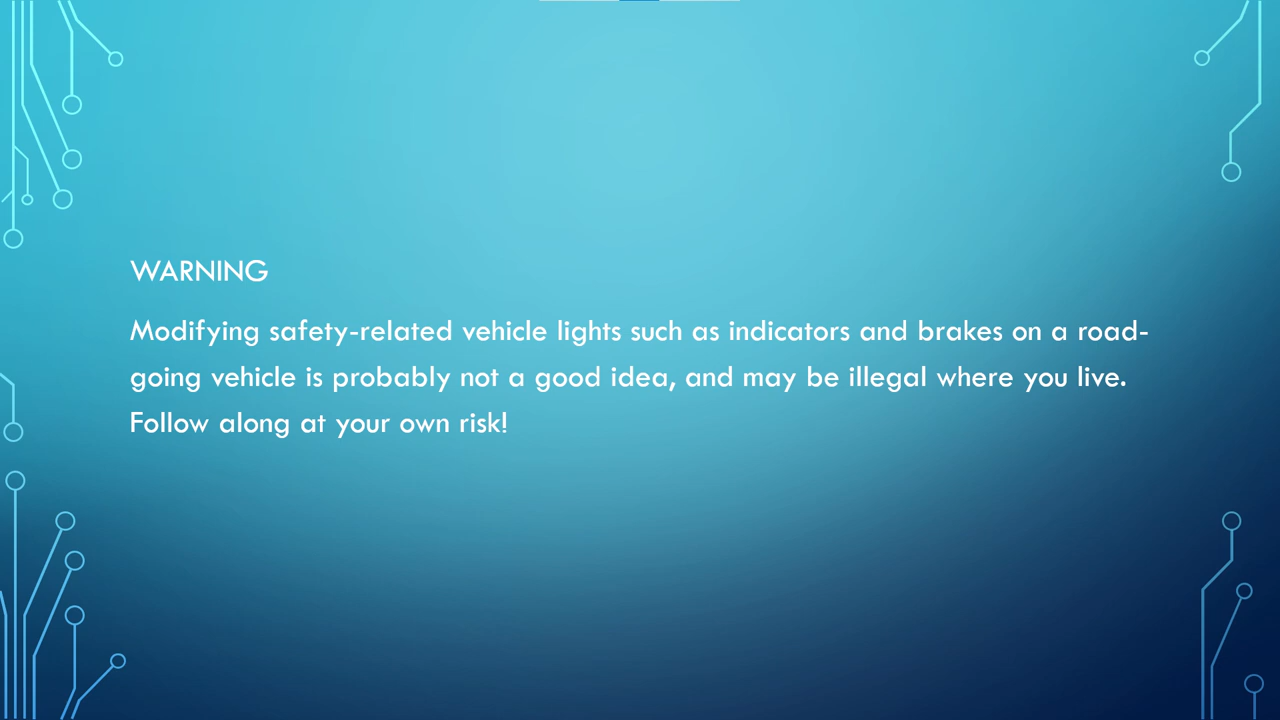 WARNING
Modifying safety-related vehicle lights such as indicators and brakes on a road-
going vehicle is probably not a good idea, and may be illegal where you live.
Follow along at your own risk!